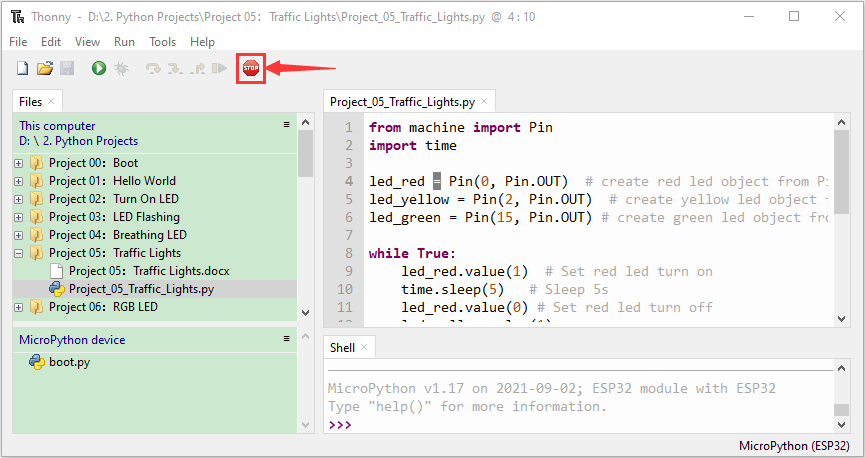 Thonny - D:\2. Python Projects\Project 05：Traffic Lights\Project_05_Traffic_Lights.py @ 4 : 10
File Edit View Run Tools Help
STOP
Files
This computer
D: \ 2. Python Projects
Project 00：Boot
Project 01：Hello World
Project 02：Turn On LED
Project 03：LED Flashing
Project 04：Breathing LED
Project 05：Traffic Lights
Project 05：Traffic Lights.docx
Project_05_Traffic_Lights.py
Project 06：RGB LED
MicroPython device
boot.py
Project_05_Traffic_Lights.py
1 from machine import Pin
2 import time
3
4 led_red = Pin(0, Pin.OUT)  # create red led object from P
5 led_yellow = Pin(2, Pin.OUT)  # create yellow led object
6 led_green = Pin(15, Pin.OUT) # create green led object fro
7
8 while True:
9     led_red.value(1)  # Set red led turn on
10     time.sleep(5)   # Sleep 5s
11     led_red.value(0) # Set red led turn off
Shell
MicroPython v1.17 on 2021-09-02; ESP32 module with ESP32
Type "help()" for more information.
>>>
MicroPython (ESP32)